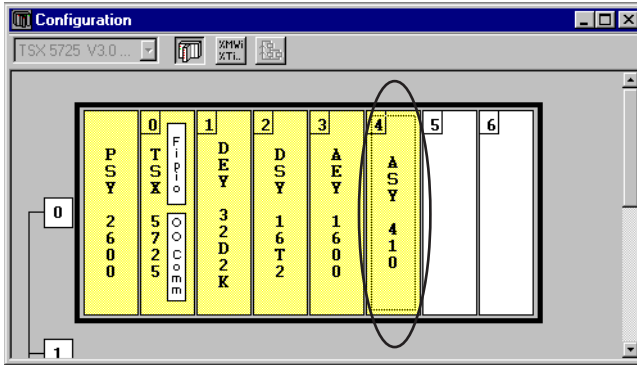 Configuration
TSX 5725 V3.0 ...
%MWi
%Ti..
0
1
2
3
4
5
6
PSY 2600
TSX 5725
Fipio
Comm
DEY 32D2K
DSY 16T2
AEY 1600
ASY 410
0
1